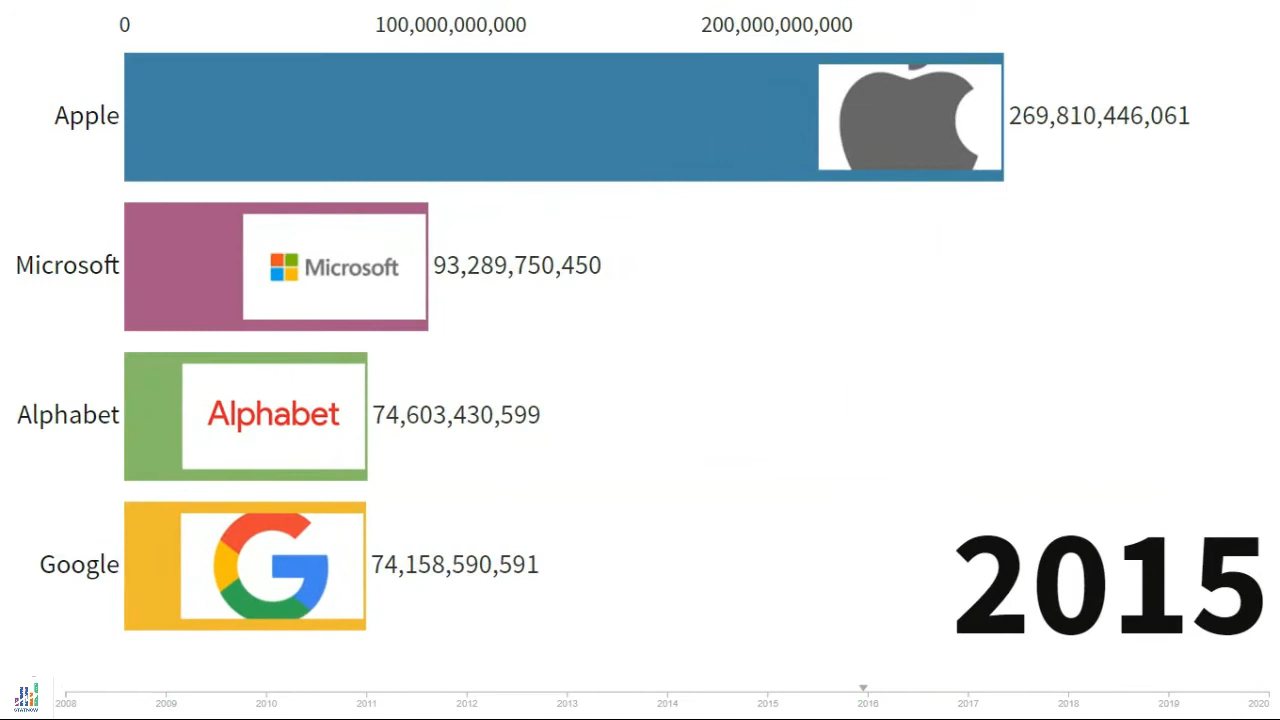 0 100,000,000,000 200,000,000,000
Apple 269,810,446,061
Microsoft Microsoft 93,289,750,450
Alphabet Alphabet 74,603,430,599
Google 74,158,590,591
2015
STATNOW 2008 2009 2010 2011 2012 2013 2014 2015 2016 2017 2018 2019 2020